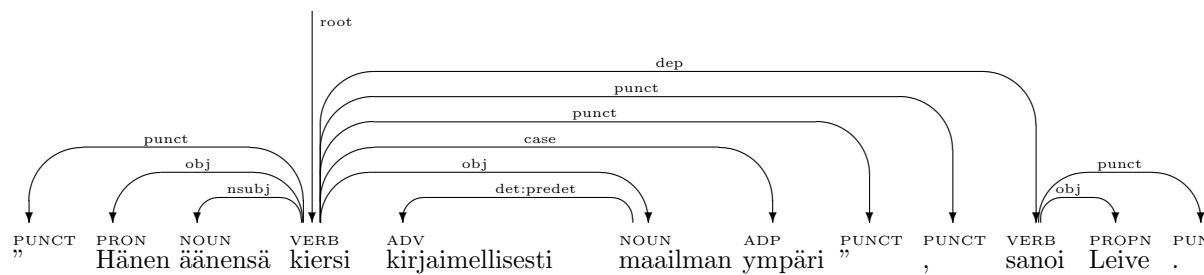 root
dep
punct
punct
punct case punct
obj obj obj
nsubj det:predet
PUNCT PRON NOUN VERB ADV NOUN ADP PUNCT PUNCT VERB PROPN PUN
” Hänen äänensä kiersi kirjaimellisesti maailman ympäri ” , sanoi Leive .